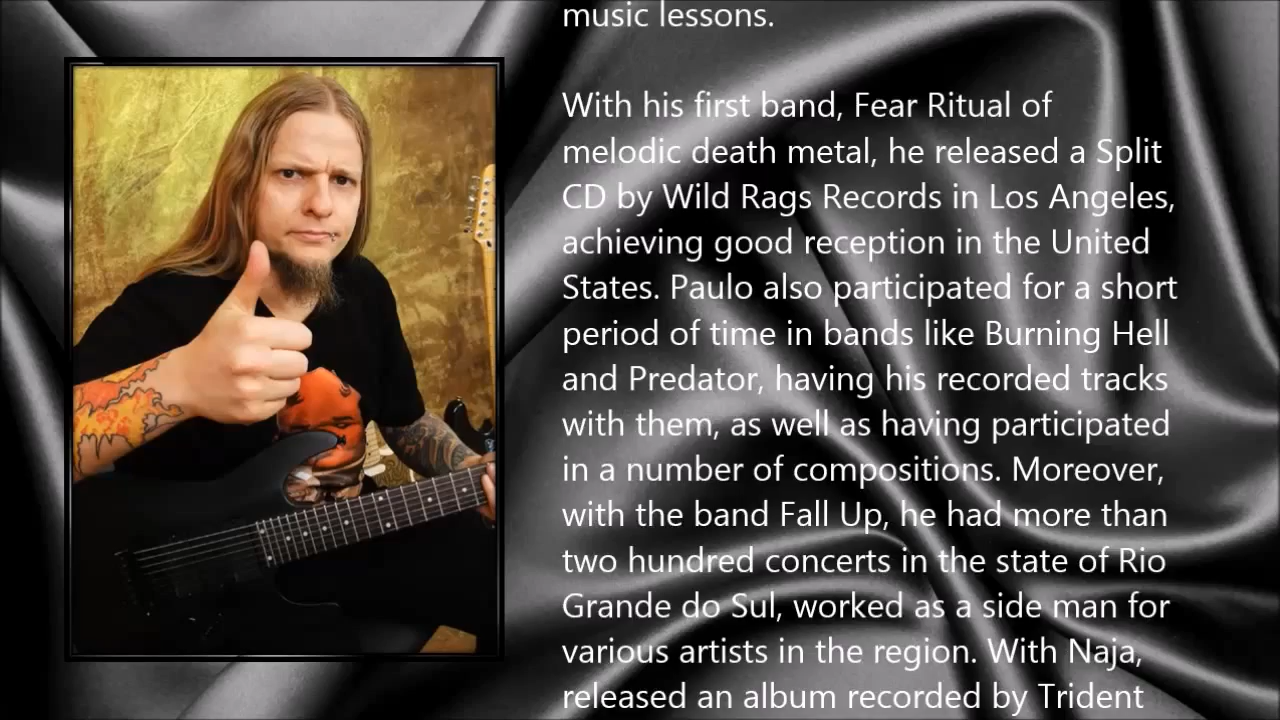 music lessons.
With his first band, Fear Ritual of
melodic death metal, he released a Split
CD by Wild Rags Records in Los Angeles,
achieving good reception in the United
States. Paulo also participated for a short
period of time in bands like Burning Hell
and Predator, having his recorded tracks
with them, as well as having participated
in a number of compositions. Moreover,
with the band Fall Up, he had more than
two hundred concerts in the state of Rio
Grande do Sul, worked as a side man for
various artists in the region. With Naja,
released an album recorded by Trident